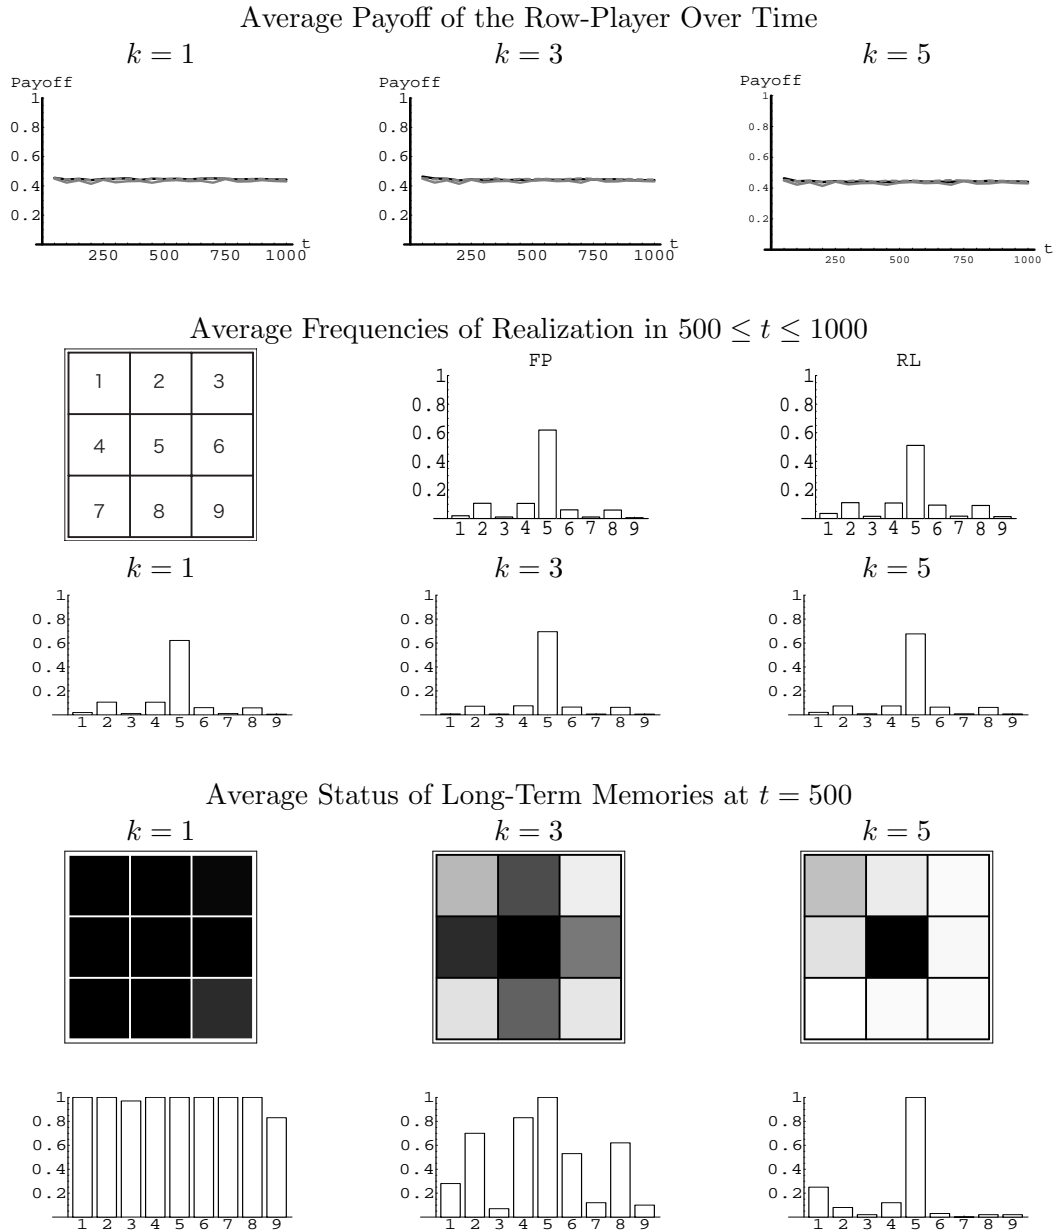 Average Payoff of the Row-Player Over Time
k = 1 k = 3 k = 5
Payoff Payoff Payoff
1 1 1
0.8 0.8 0.8
0.6 0.6 0.6
0.4 0.4 0.4
0.2 0.2 0.2
t t t
250 500 750 1000 250 500 750 1000 250 500 750 1000
Average Frequencies of Realization in 500 ≤ t ≤ 1000
FP RL
1 2 3
4 5 6
7 8 9
1 1
0.8 0.8
0.6 0.6
0.4 0.4
0.2 0.2
1 2 3 4 5 6 7 8 9 1 2 3 4 5 6 7 8 9
k = 1 k = 3 k = 5
1 1 1
0.8 0.8 0.8
0.6 0.6 0.6
0.4 0.4 0.4
0.2 0.2 0.2
1 2 3 4 5 6 7 8 9 1 2 3 4 5 6 7 8 9 1 2 3 4 5 6 7 8 9
Average Status of Long-Term Memories at t = 500
k = 1 k = 3 k = 5
1 1 1
0.8 0.8 0.8
0.6 0.6 0.6
0.4 0.4 0.4
0.2 0.2 0.2
1 2 3 4 5 6 7 8 9 1 2 3 4 5 6 7 8 9 1 2 3 4 5 6 7 8 9